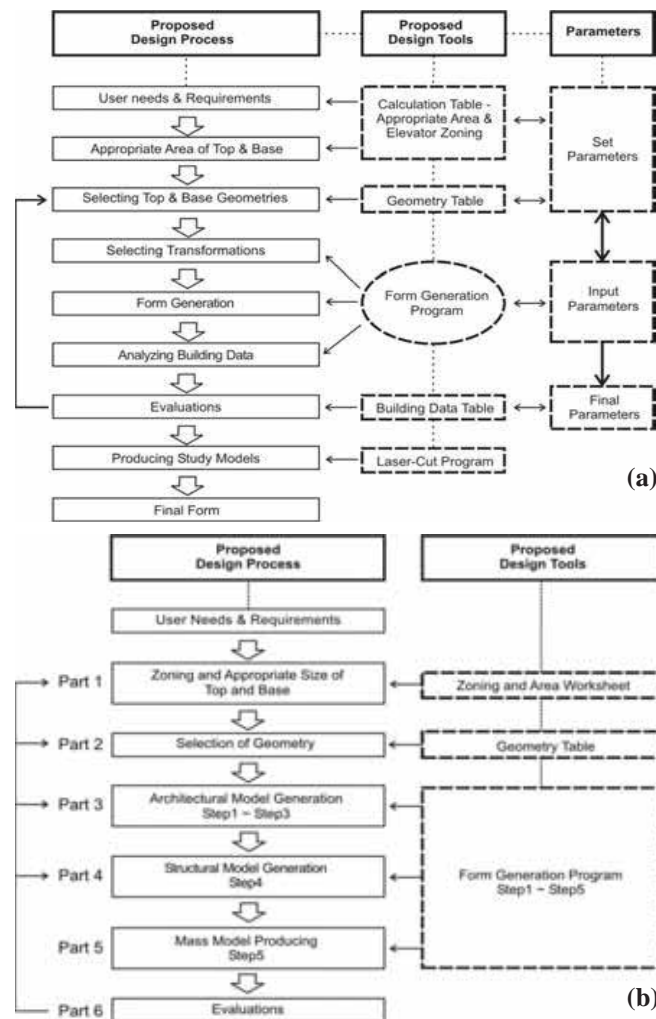 Proposed
Design Process
Proposed
Design Tools
Parameters
User needs & Requirements
Appropriate Area of Top & Base
Selecting Top & Base Geometries
Selecting Transformations
Form Generation
Analyzing Building Data
Evaluations
Producing Study Models
Final Form
Calculation Table -
Appropriate Area &
Elevator Zoning
Geometry Table
Form Generation
Program
Building Data Table
Laser-Cut Program
Set
Parameters
Input
Parameters
Final
Parameters
(a)
Proposed
Design Process
Proposed
Design Tools
User Needs & Requirements
Part 1
Zoning and Appropriate Size of
Top and Base
Zoning and Area Worksheet
Part 2
Selection of Geometry
Geometry Table
Part 3
Architectural Model Generation
Step1 ~ Step3
Part 4
Structural Model Generation
Step4
Form Generation Program
Step1 ~ Step5
Part 5
Mass Model Producing
Step5
Part 6
Evaluations
(b)